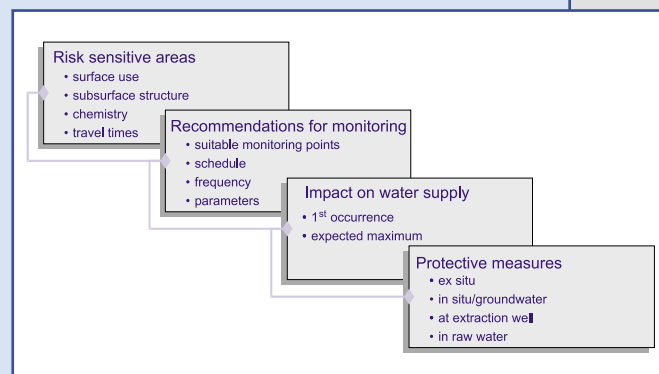 Risk sensitive areas
• surface use
• subsurface structure
• chemistry
• travel times
Recommendations for monitoring
• suitable monitoring points
• schedule
• frequency
• parameters
Impact on water supply
• 1st occurrence
• expected maximum
Protective measures
• ex situ
• in situ/groundwater
• at extraction well
• in raw water